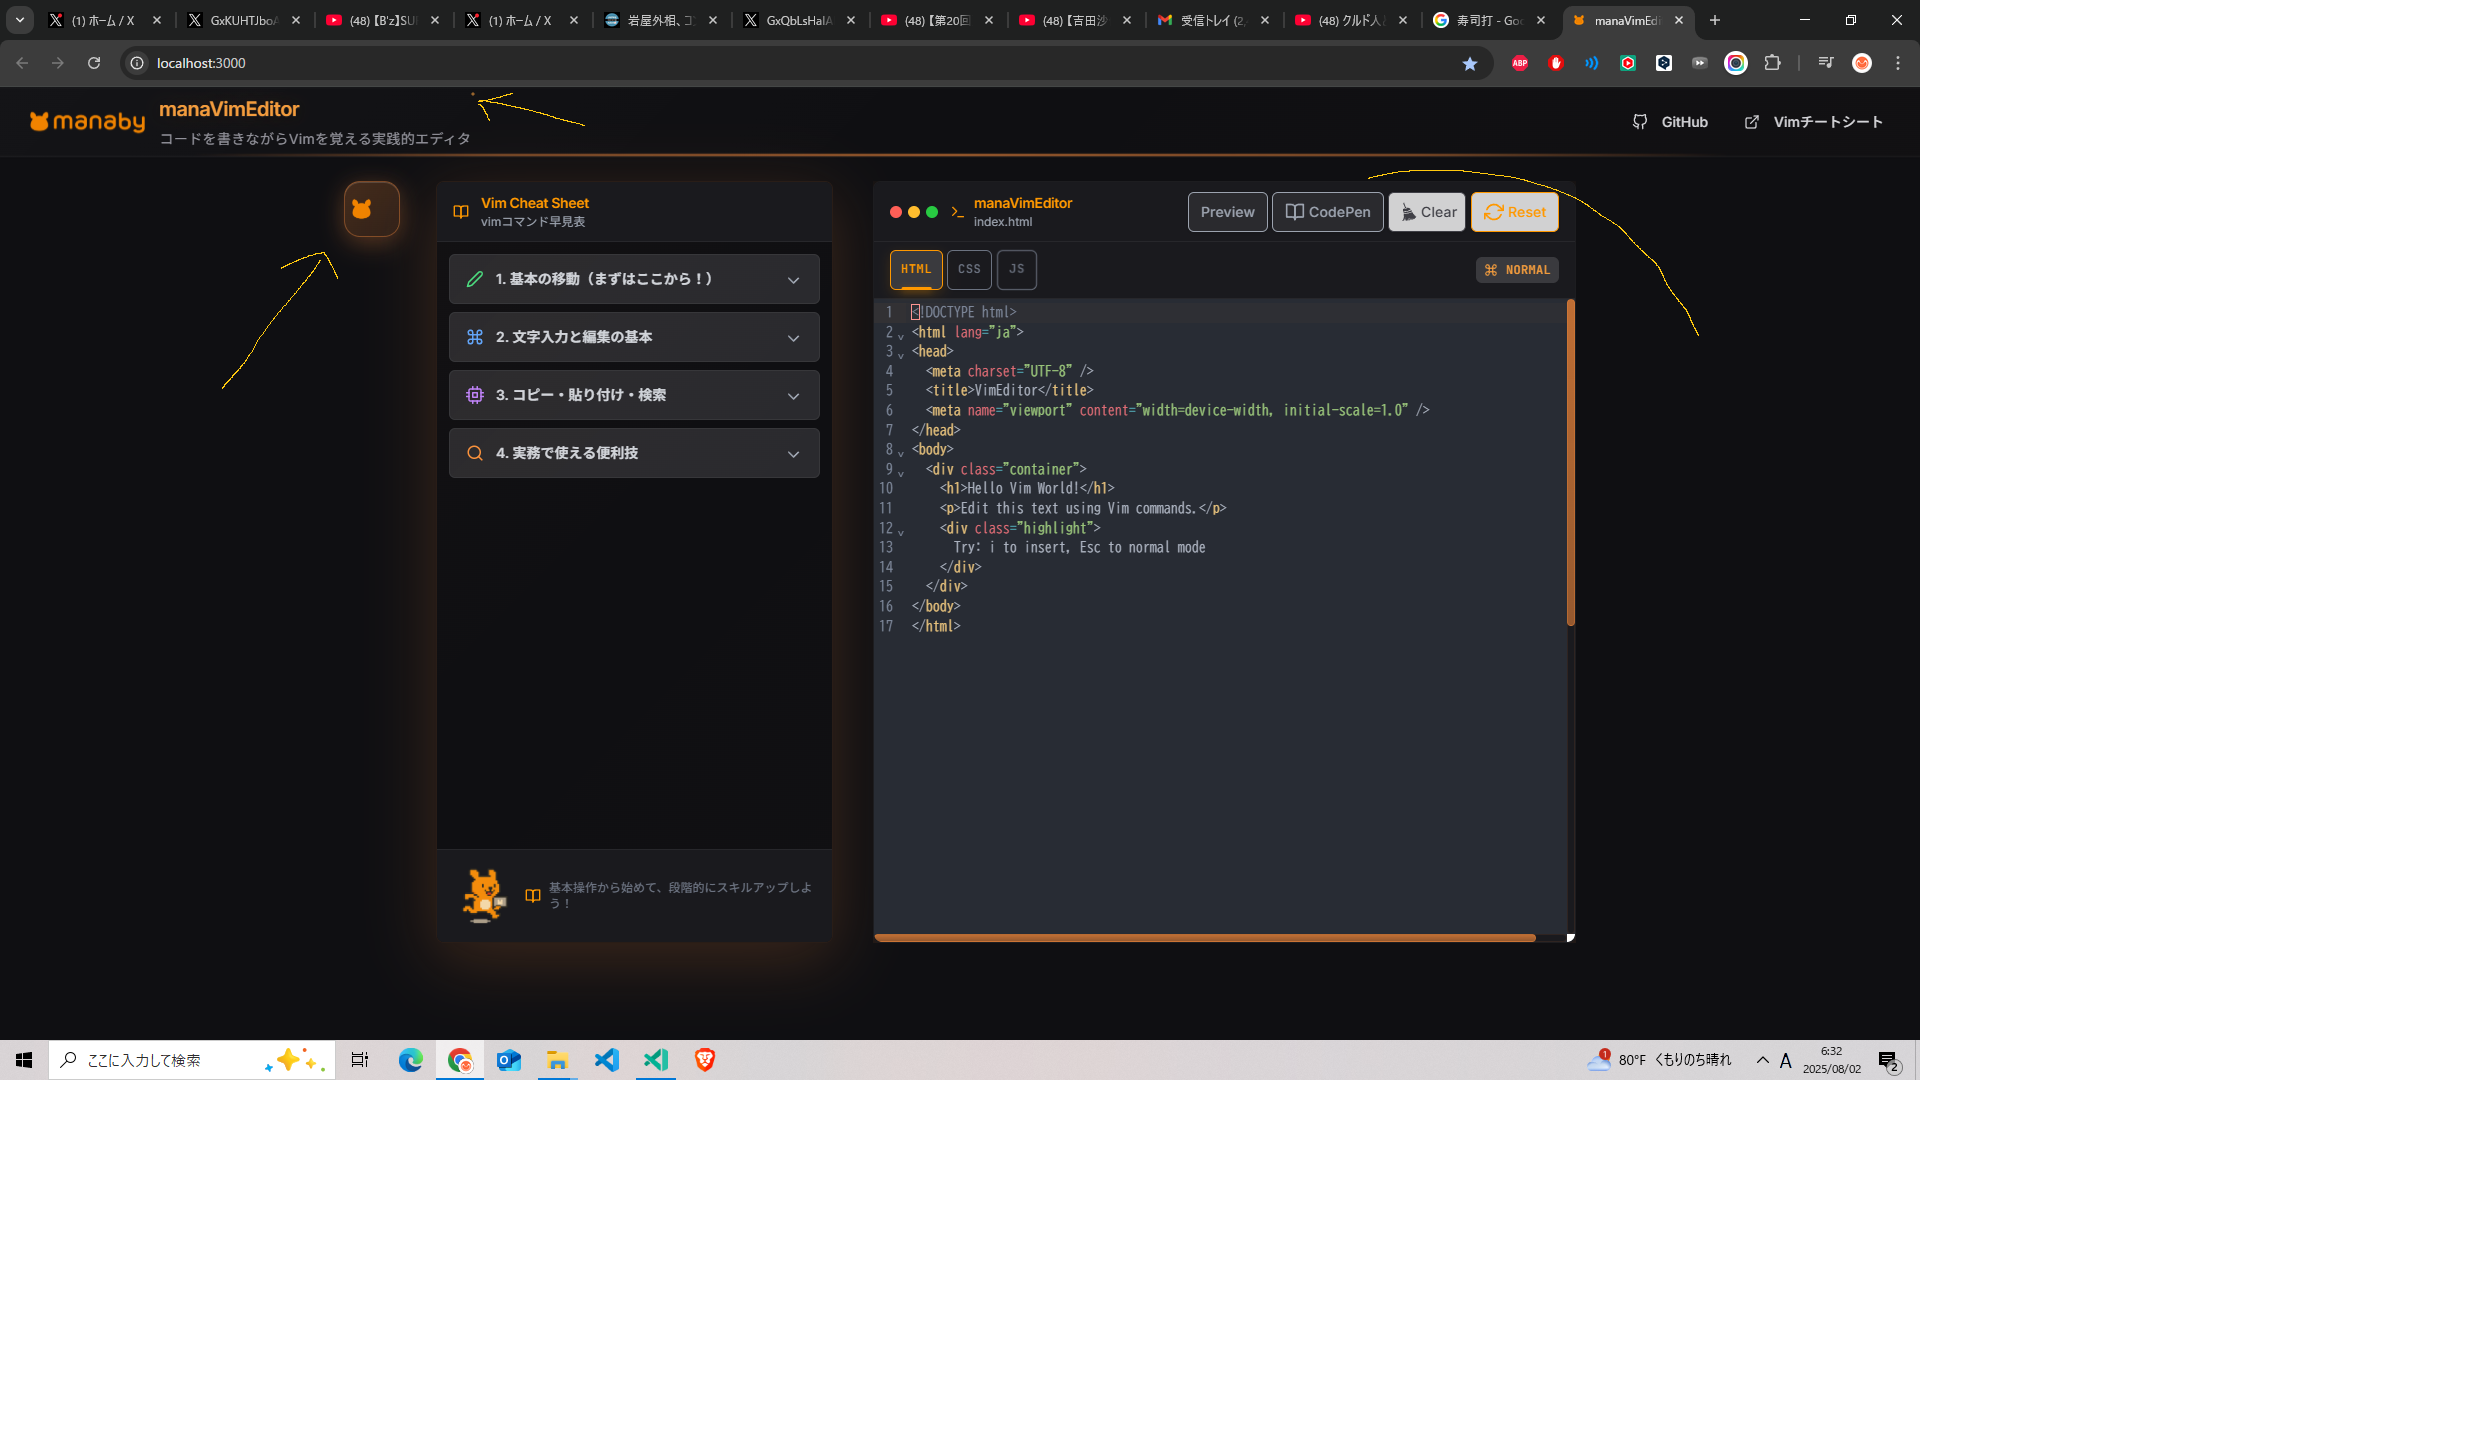 (1) ホーム / X
GxKUHTJboA
(48) 【B'z】SU
(1) ホーム / X
岩屋外相、コ
GxQbLsHaIA
(48) 【第20回
(48) 【吉田沙
受信トレイ (2,
(48) クルド人
寿司打 - Goo
manaVimEdi
localhost:3000
ABP
manaby
manaVimEditor
コードを書きながらVimを覚える実践的エディタ
GitHub
Vimチートシート
Vim Cheat Sheet
vimコマンド早見表
1. 基本の移動（まずはここから！）
2. 文字入力と編集の基本
3. コピー・貼り付け・検索
4. 実務で使える便利技
基本操作から始めて、段階的にスキルアップしよ
う！
manaVimEditor
index.html
Preview
CodePen
Clear
Reset
HTML
CSS
JS
NORMAL
1 <!DOCTYPE html>
2 <html lang="ja">
3 <head>
4 <meta charset="UTF-8" />
5 <title>VimEditor</title>
6 <meta name="viewport" content="width=device-width, initial-scale=1.0" />
7 </head>
8 <body>
9 <div class="container">
10 <h1>Hello Vim World!</h1>
11 <p>Edit this text using Vim commands.</p>
12 <div class="highlight">
13 Try: i to insert, Esc to normal mode
14 </div>
15 </div>
16 </body>
17 </html>
ここに入力して検索
1
80°F くもりのち晴れ
A
6:32
2025/08/02
2